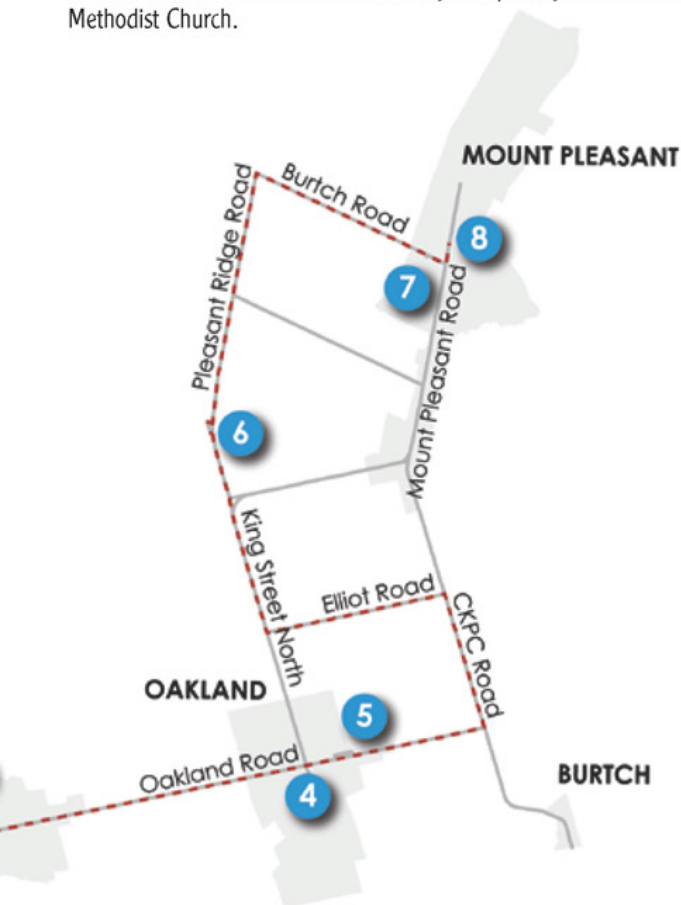 Methodist Church.
MOUNT PLEASANT
Burtch Road
8
Pleasant Ridge Road
7
Mount Pleasant Road
6
King Street North
Elliot Road
CKPC Road
OAKLAND
5
Oakland Road
BURTCH
4